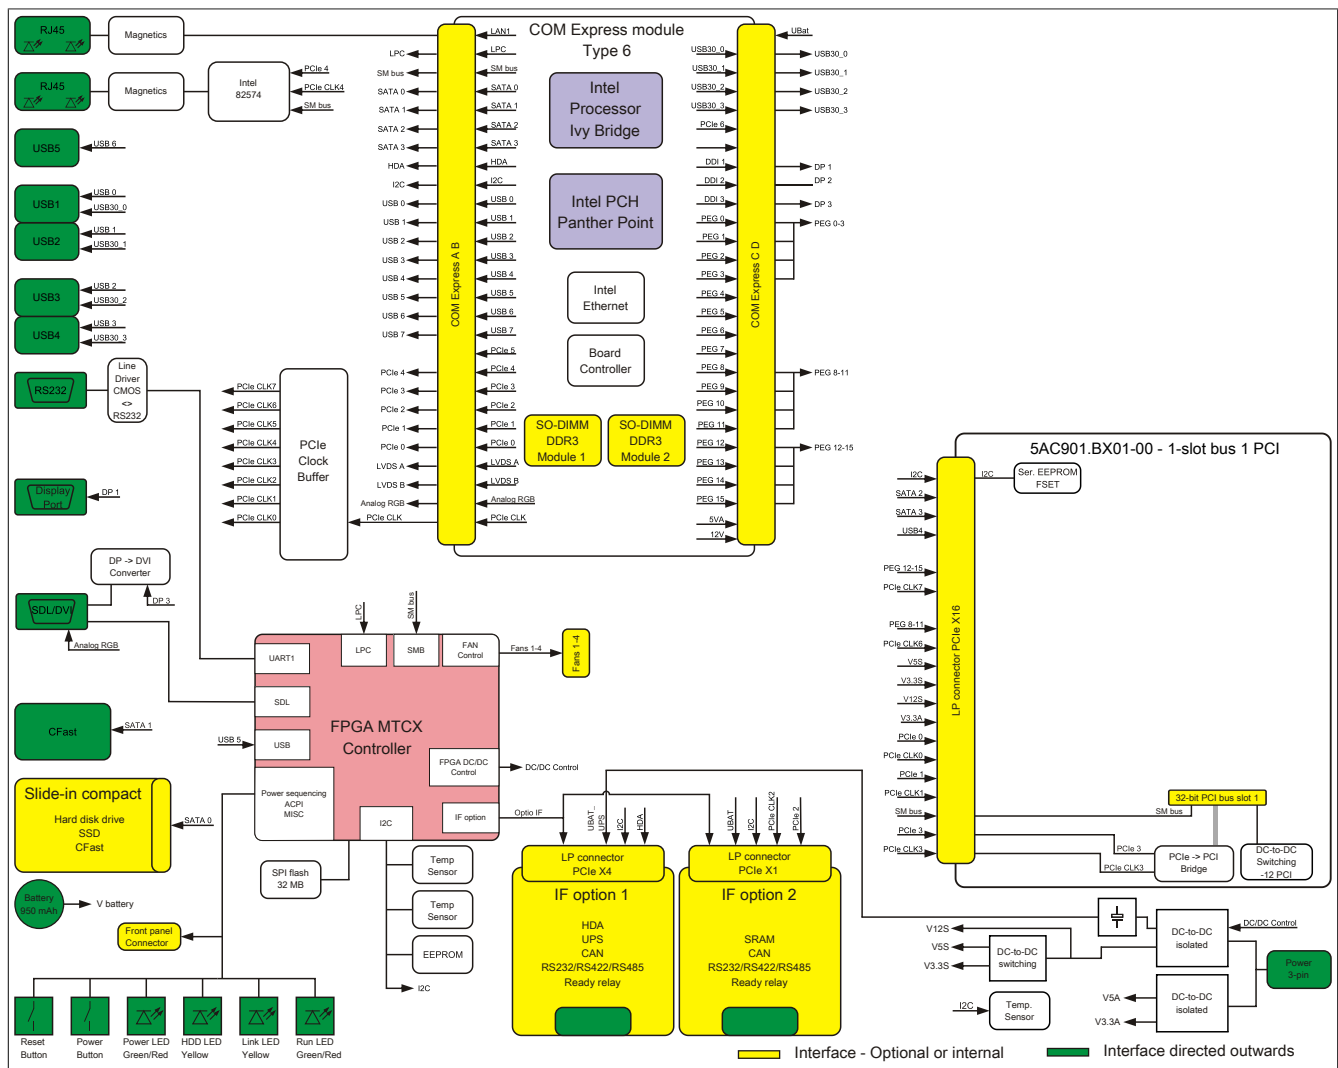 RJ45
Magnetics
RJ45
Magnetics
Intel
82574
PCIe 4
PCIe CLK4
SM bus
USB5
USB 6
USB1
USB 0
USB30_0
USB2
USB 1
USB30_1
USB3
USB 2
USB30_2
USB4
USB 3
USB30_3
RS232
Line
Driver
CMOS
<>
RS232
Display
Port
DP 1
DP -> DVI
Converter
DP 3
SDL/DVI
Analog RGB
CFast
SATA 1
Slide-in compact
Hard disk drive
SSD
CFast
SATA 0
Battery
950 mAh
V battery
Front panel
Connector
Reset
Button
Power
Button
Power LED
Green/Red
HDD LED
Yellow
Link LED
Yellow
Run LED
Green/Red
PCIe CLK7
PCIe CLK6
PCIe CLK5
PCIe CLK4
PCIe CLK3
PCIe CLK2
PCIe CLK1
PCIe CLK0
PCIe
Clock
Buffer
PCIe CLK
LPC
SM bus
SATA 0
SATA 1
SATA 2
SATA 3
HDA
I2C
USB 0
USB 1
USB 2
USB 3
USB 4
USB 5
USB 6
USB 7
PCIe 4
PCIe 3
PCIe 2
PCIe 1
PCIe 0
LVDS A
LVDS B
Analog RGB
COM Express A B
LAN1
LPC
SM bus
SATA 0
SATA 1
SATA 2
SATA 3
HDA
I2C
USB 0
USB 1
USB 2
USB 3
USB 4
USB 5
USB 6
USB 7
PCIe 5
PCIe 4
PCIe 3
PCIe 2
PCIe 1
PCIe 0
LVDS A
LVDS B
Analog RGB
PCIe CLK
COM Express module
Type 6
Intel
Processor
Ivy Bridge
Intel PCH
Panther Point
Intel
Ethernet
Board
Controller
SO-DIMM
DDR3
Module 1
SO-DIMM
DDR3
Module 2
USB30_0
USB30_1
USB30_2
USB30_3
PCIe 6
DDI 1
DDI 2
DDI 3
PEG 0
PEG 1
PEG 2
PEG 3
PEG 4
PEG 5
PEG 6
PEG 7
PEG 8
PEG 9
PEG 10
PEG 11
PEG 12
PEG 13
PEG 14
PEG 15
5VA
12V
COM Express C D
UBat
USB30_0
USB30_1
USB30_2
USB30_3
DP 1
DP 2
DP 3
PEG 0-3
PEG 8-11
PEG 12-15
5AC901.BX01-00 - 1-slot bus 1 PCI
I2C
SATA 2
SATA 3
USB4
PEG 12-15
PCIe CLK7
PEG 8-11
PCIe CLK6
V5S
V3.3S
V12S
V3.3A
PCIe 0
PCIe CLK0
PCIe 1
PCIe CLK1
SM bus
PCIe 3
PCIe CLK3
LP connector PCIe X16
I2C
Ser. EEPROM
FSET
32-bit PCI bus slot 1
SM bus
PCIe 3
PCIe CLK3
PCIe -> PCI
Bridge
DC-to-DC
Switching
-12 PCI
LPC
SM bus
UART1
LPC
SMB
FAN
Control
Fans 1-4
Fans 1-4
SDL
FPGA MTCX
Controller
USB 5
USB
FPGA DC/DC
Control
DC/DC Control
Power sequencing
ACPI
MISC
I2C
IF option
Optio IF
SPI flash
32 MB
Temp
Sensor
Temp
Sensor
EEPROM
I2C
UBAT_
UPS
I2C
HDA
LP connector
PCIe X4
IF option 1
HDA
UPS
CAN
RS232/RS422/RS485
Ready relay
UBAT
I2C
PCIe_CLK2
PCIe_2
LP connector
PCIe X1
IF option 2
SRAM
CAN
RS232/RS422/RS485
Ready relay
V12S
V5S
V3.3S
DC-to-DC
switching
DC-to-DC
isolated
DC/DC Control
Power
3-pin
I2C
Temp.
Sensor
V5A
V3.3A
DC-to-DC
isolated
Interface - Optional or internal
Interface directed outwards